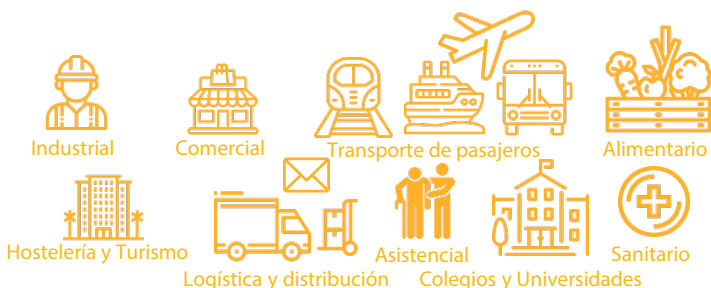 Industrial
Comercial
Transporte de pasajeros
Alimentario
Hostelería y Turismo
Logística y distribución
Asistencial
Colegios y Universidades
Sanitario